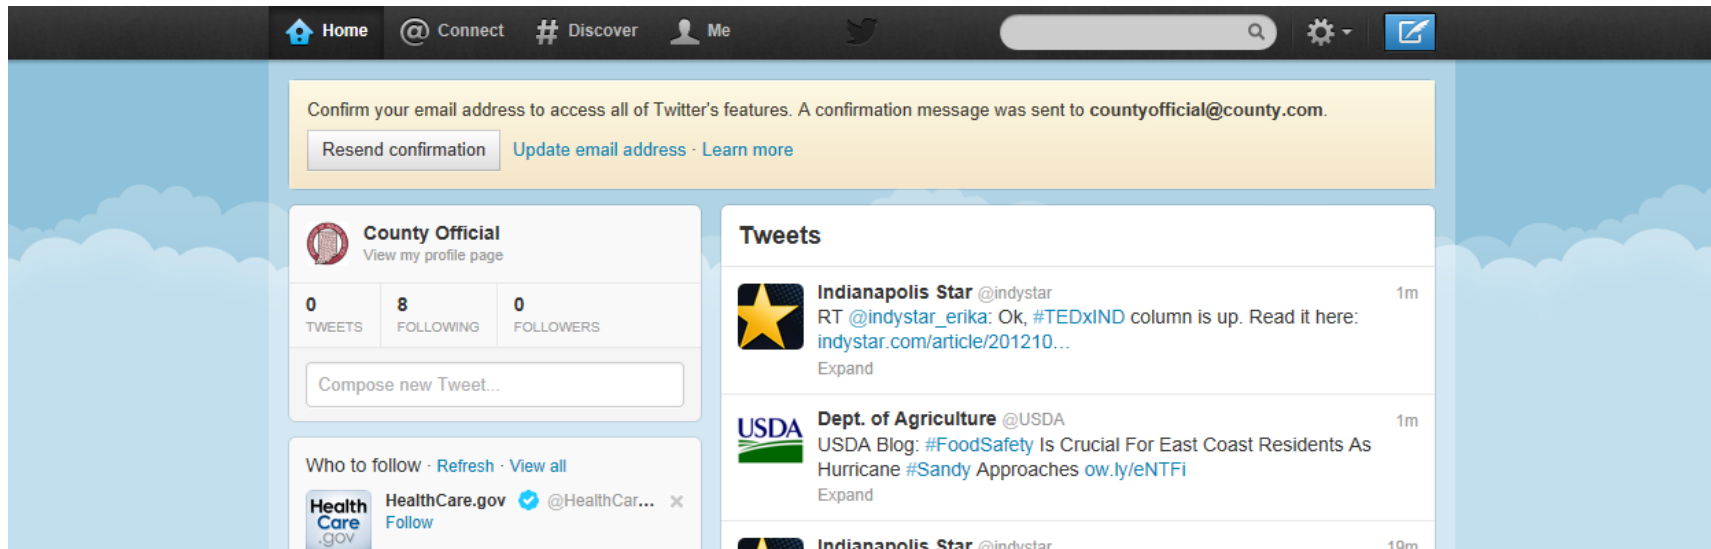 Home
Connect
Discover
Me
Confirm your email address to access all of Twitter's features. A confirmation message was sent to countyofficial@county.com.
Resend confirmation
Update email address · Learn more
County Official
View my profile page
0
TWEETS
8
FOLLOWING
0
FOLLOWERS
Compose new Tweet...
Who to follow · Refresh · View all
Health
Care
.gov
HealthCare.gov @HealthCar... ×
Follow
Tweets
Indianapolis Star @indystar 1m
RT @indystar_erika: Ok, #TEDxIND column is up. Read it here:
indystar.com/article/201210...
Expand
USDA
Dept. of Agriculture @USDA 1m
USDA Blog: #FoodSafety Is Crucial For East Coast Residents As
Hurricane #Sandy Approaches ow.ly/eNTFi
Expand
Indianapolis Star @indystar 19m